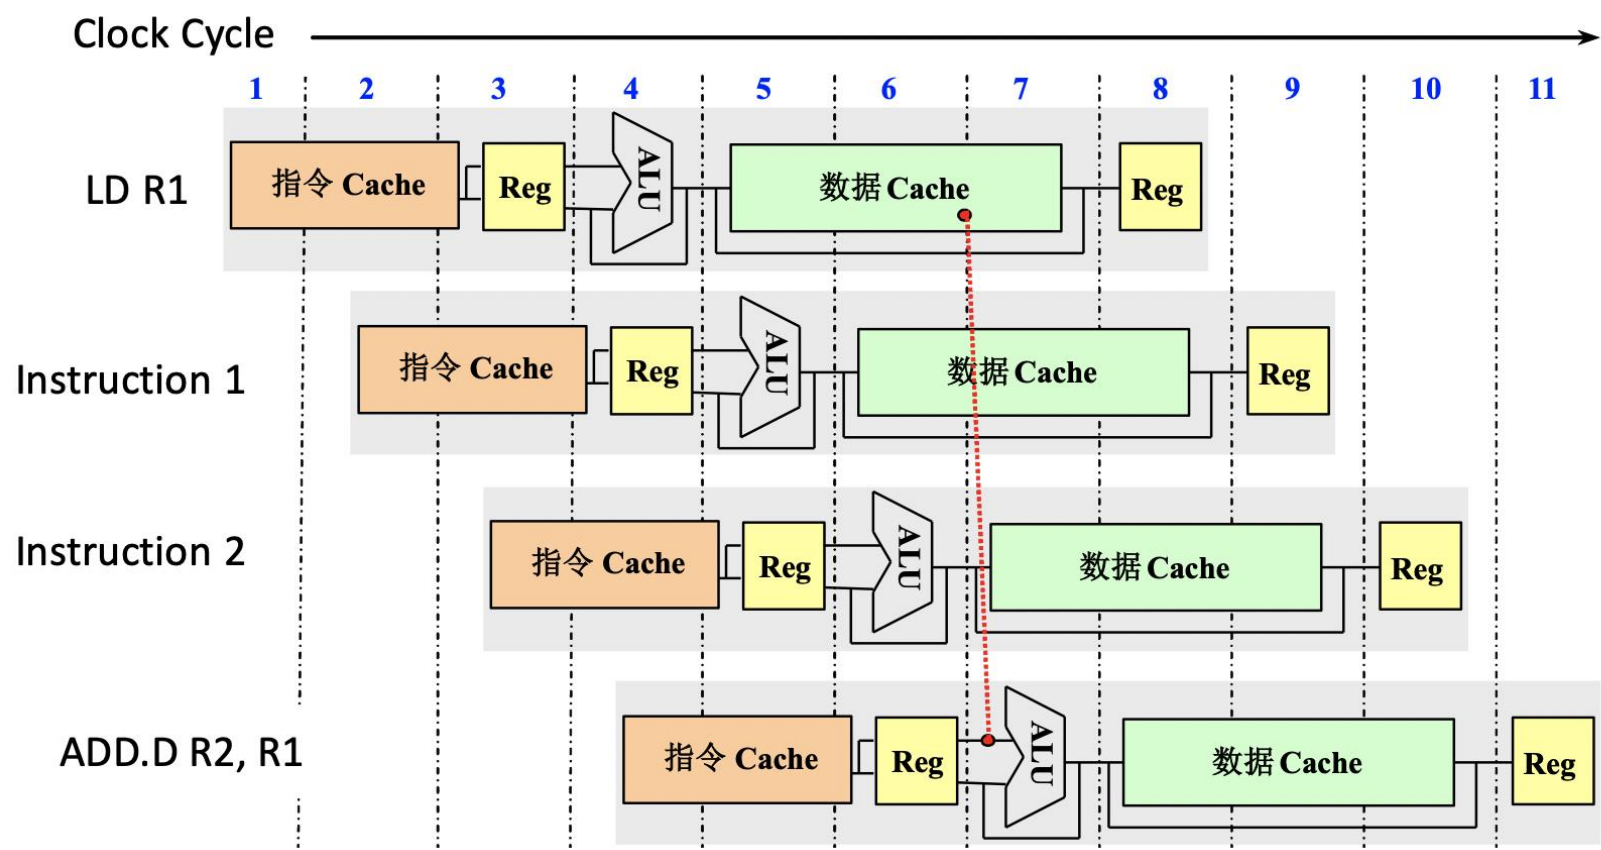 Clock Cycle
1 2 3 4 5 6 7 8 9 10 11
LD R1 指令 Cache Reg ALU 数据 Cache Reg
Instruction 1 指令 Cache Reg ALU 数据 Cache Reg
Instruction 2 指令 Cache Reg ALU 数据 Cache Reg
ADD.D R2, R1 指令 Cache Reg ALU 数据 Cache Reg